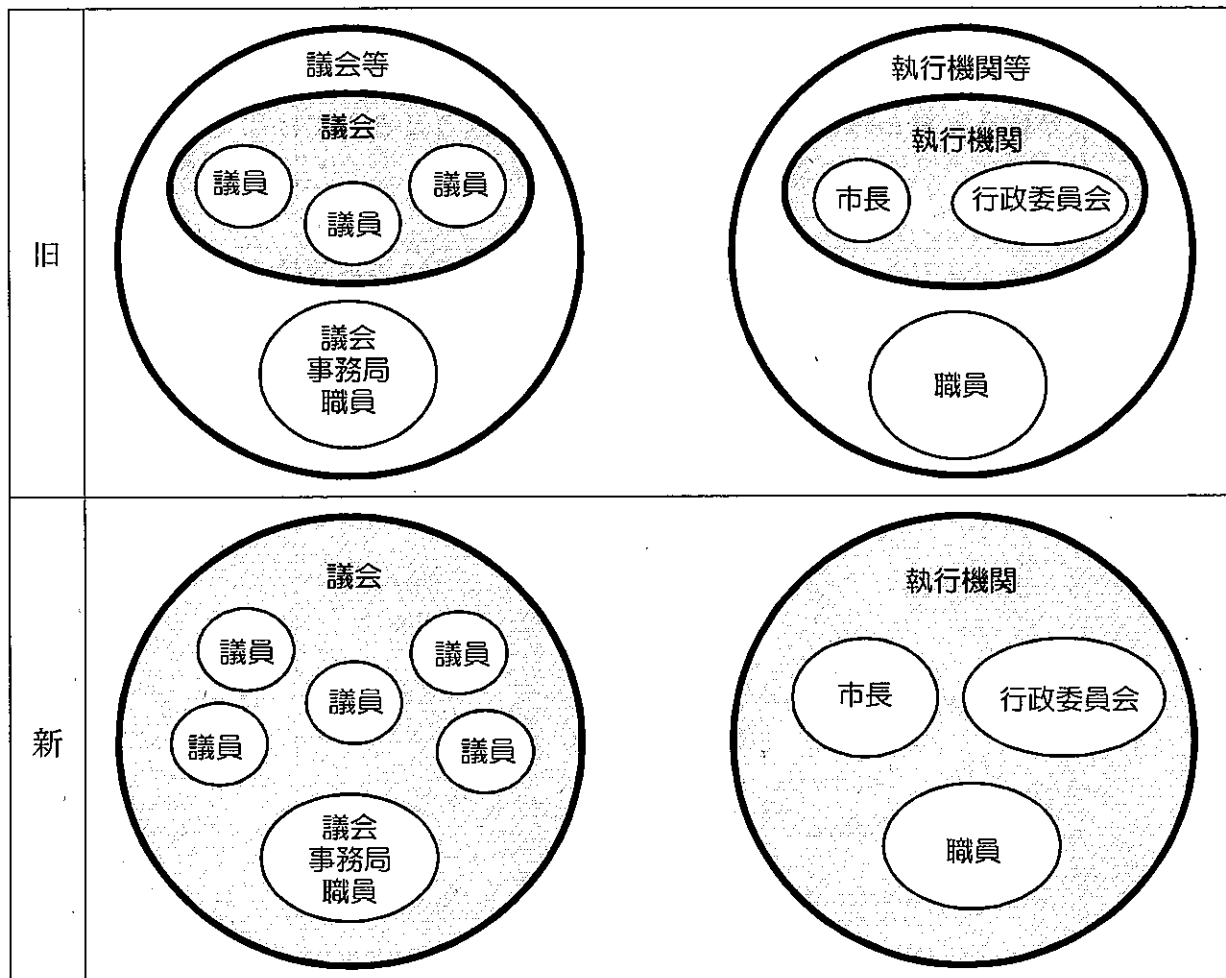 旧
議会等
議会
議員
議員
議員
議会
事務局
職員
執行機関等
執行機関
市長
行政委員会
職員
新
議会
議員
議員
議員
議員
議員
議会
事務局
職員
執行機関
市長
行政委員会
職員